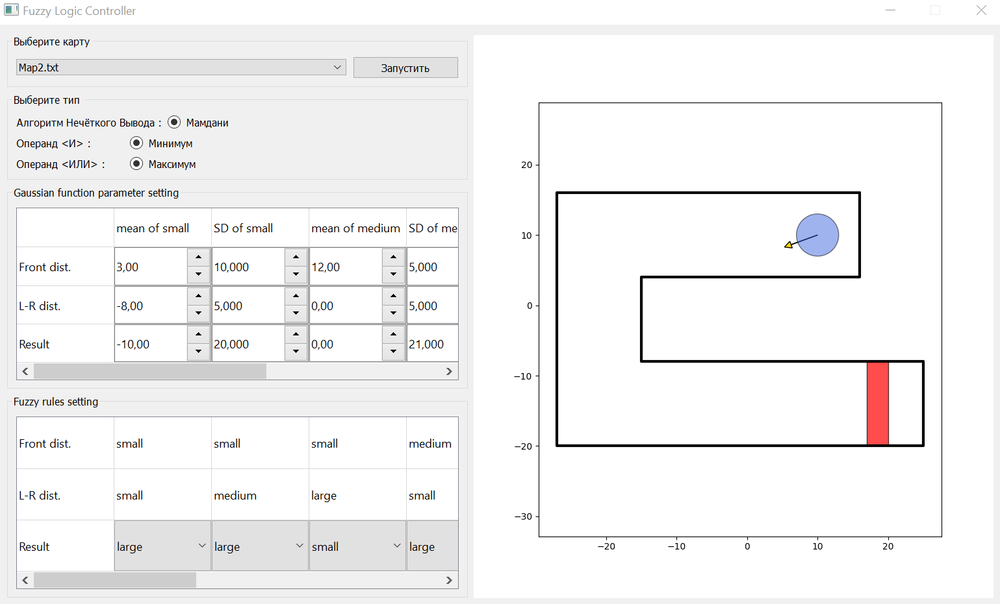 Fuzzy Logic Controller
Выберите карту
Map2.txt
Запустить
Выберите тип
Алгоритм Нечёткого Вывода : Мамдани
Операнд <И> : Минимум
Операнд <ИЛИ> : Максимум
Gaussian function parameter setting
mean of small SD of small mean of medium SD of me
Front dist. 3,00 10,000 12,00 5,000
L-R dist. -8,00 5,000 0,00 5,000
Result -10,00 20,000 0,00 21,000
Fuzzy rules setting
Front dist. small small small medium
L-R dist. small medium large small
Result large large small large
20
10
0
−10
−20
−30
−20 −10 0 10 20